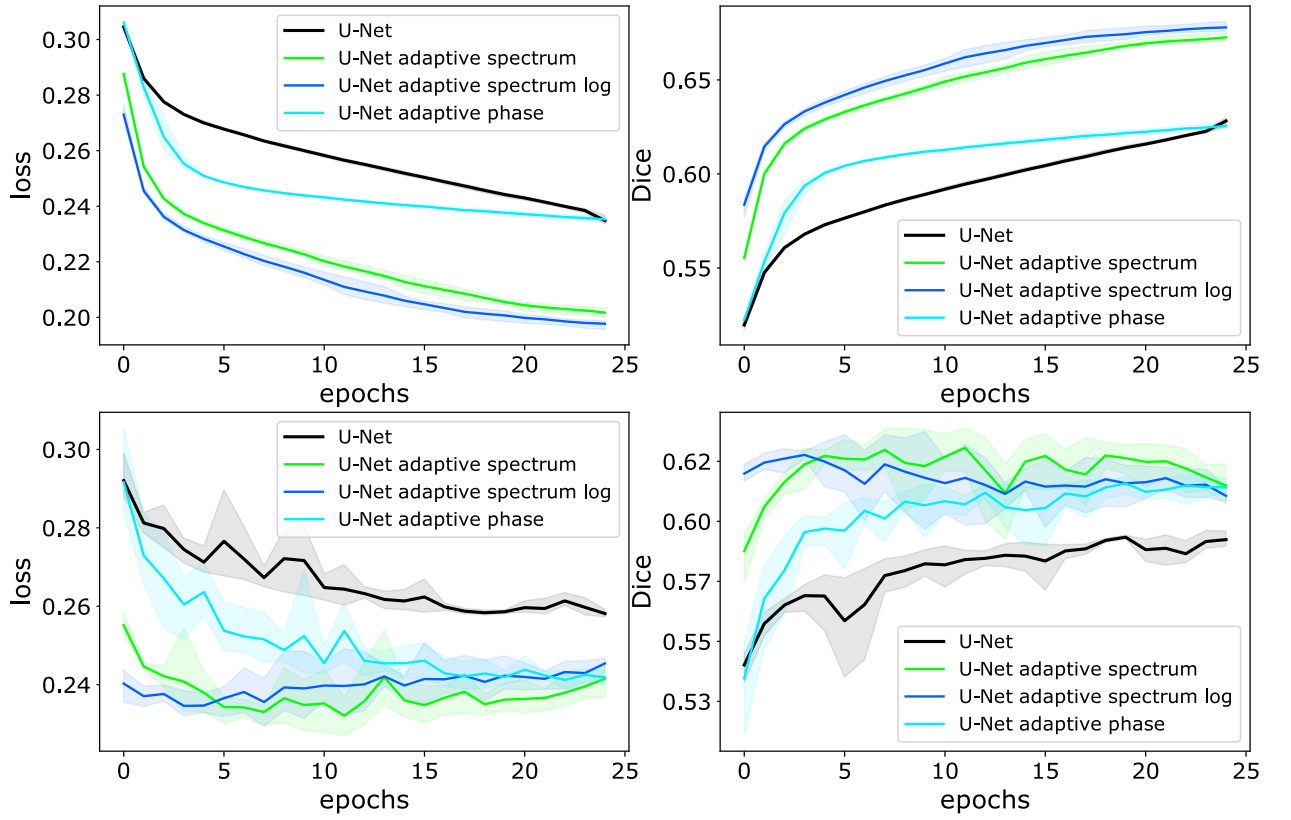 0.30
0.28
0.26
0.24
0.22
0.20
loss
U-Net
U-Net adaptive spectrum
U-Net adaptive spectrum log
U-Net adaptive phase
0 5 10 15 20 25
epochs
0.65
0.60
0.55
Dice
U-Net
U-Net adaptive spectrum
U-Net adaptive spectrum log
U-Net adaptive phase
0 5 10 15 20 25
epochs
0.30
0.28
0.26
0.24
loss
U-Net
U-Net adaptive spectrum
U-Net adaptive spectrum log
U-Net adaptive phase
0 5 10 15 20 25
epochs
0.62
0.60
0.57
0.55
0.53
Dice
U-Net
U-Net adaptive spectrum
U-Net adaptive spectrum log
U-Net adaptive phase
0 5 10 15 20 25
epochs